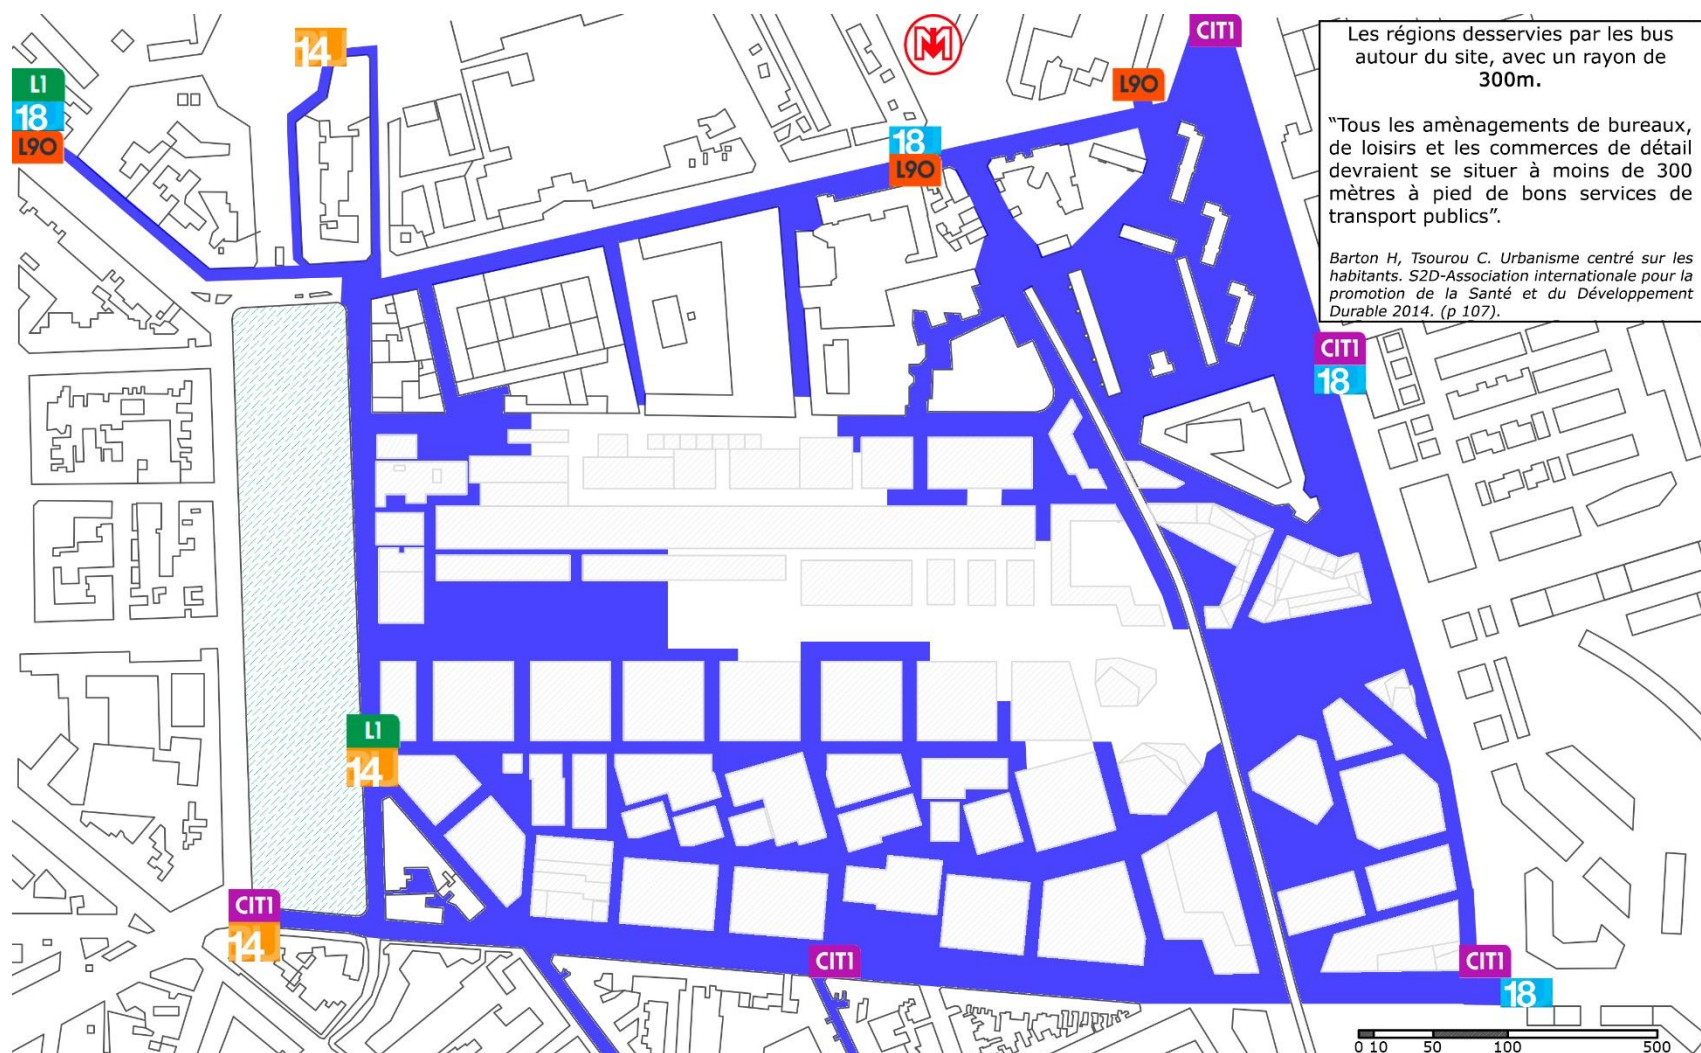 14
CIT1
L1
18
L90
L90
18
L90
Les régions desservies par les bus
autour du site, avec un rayon de
300m.
"Tous les amènagements de bureaux,
de loisirs et les commerces de détail
devraient se situer à moins de 300
mètres à pied de bons services de
transport publics".
Barton H, Tsourou C. Urbanisme centré sur les
habitants. S2D-Association internationale pour la
promotion de la Santé et du Développement
Durable 2014. (p 107).
CIT1
18
L1
14
CIT1
14
CIT1
CIT1
18
0 10 50 100 500